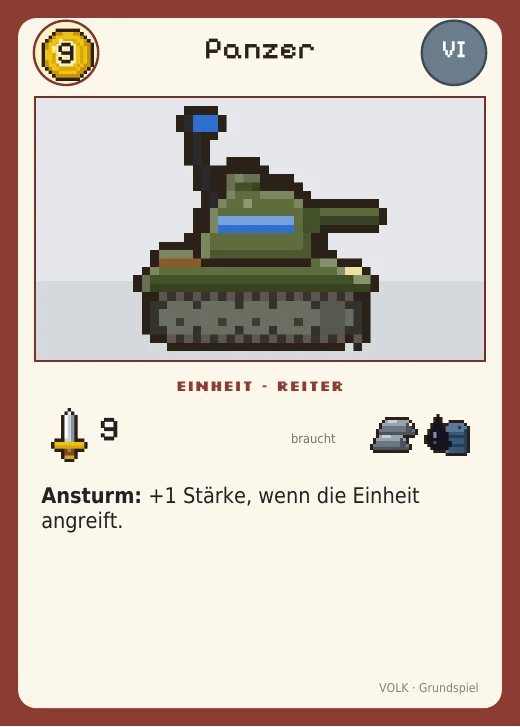 9
Panzer
VI
EINHEIT - REITER
9
braucht
Ansturm: +1 Stärke, wenn die Einheit
angreift.
VOLK · Grundspiel